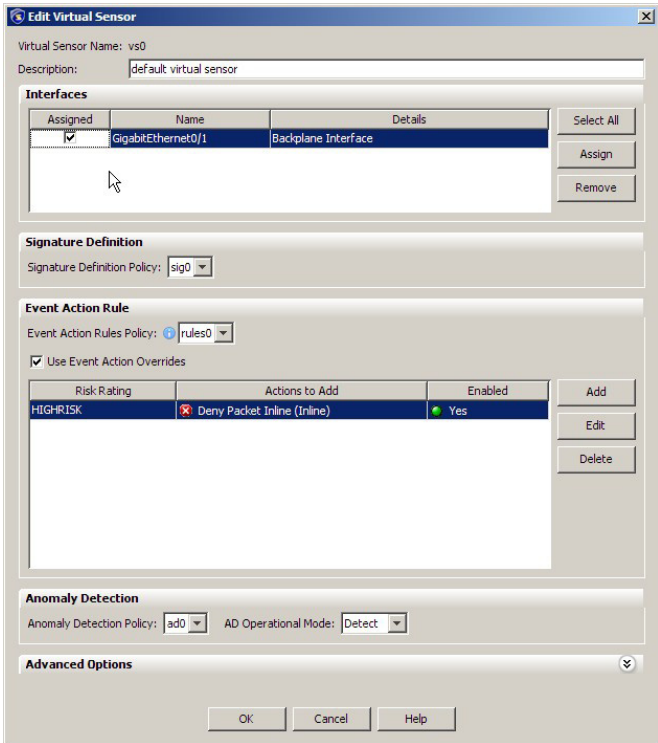 Edit Virtual Sensor
Virtual Sensor Name: vs0
Description: default virtual sensor
Interfaces
Assigned Name Details
GigabitEthernet0/1 Backplane Interface
Select All
Assign
Remove
Signature Definition
Signature Definition Policy: sig0
Event Action Rule
Event Action Rules Policy: rules0
Use Event Action Overrides
Risk Rating Actions to Add Enabled
HIGHRISK Deny Packet Inline (Inline) Yes
Add
Edit
Delete
Anomaly Detection
Anomaly Detection Policy: ad0 AD Operational Mode: Detect
Advanced Options
OK Cancel Help